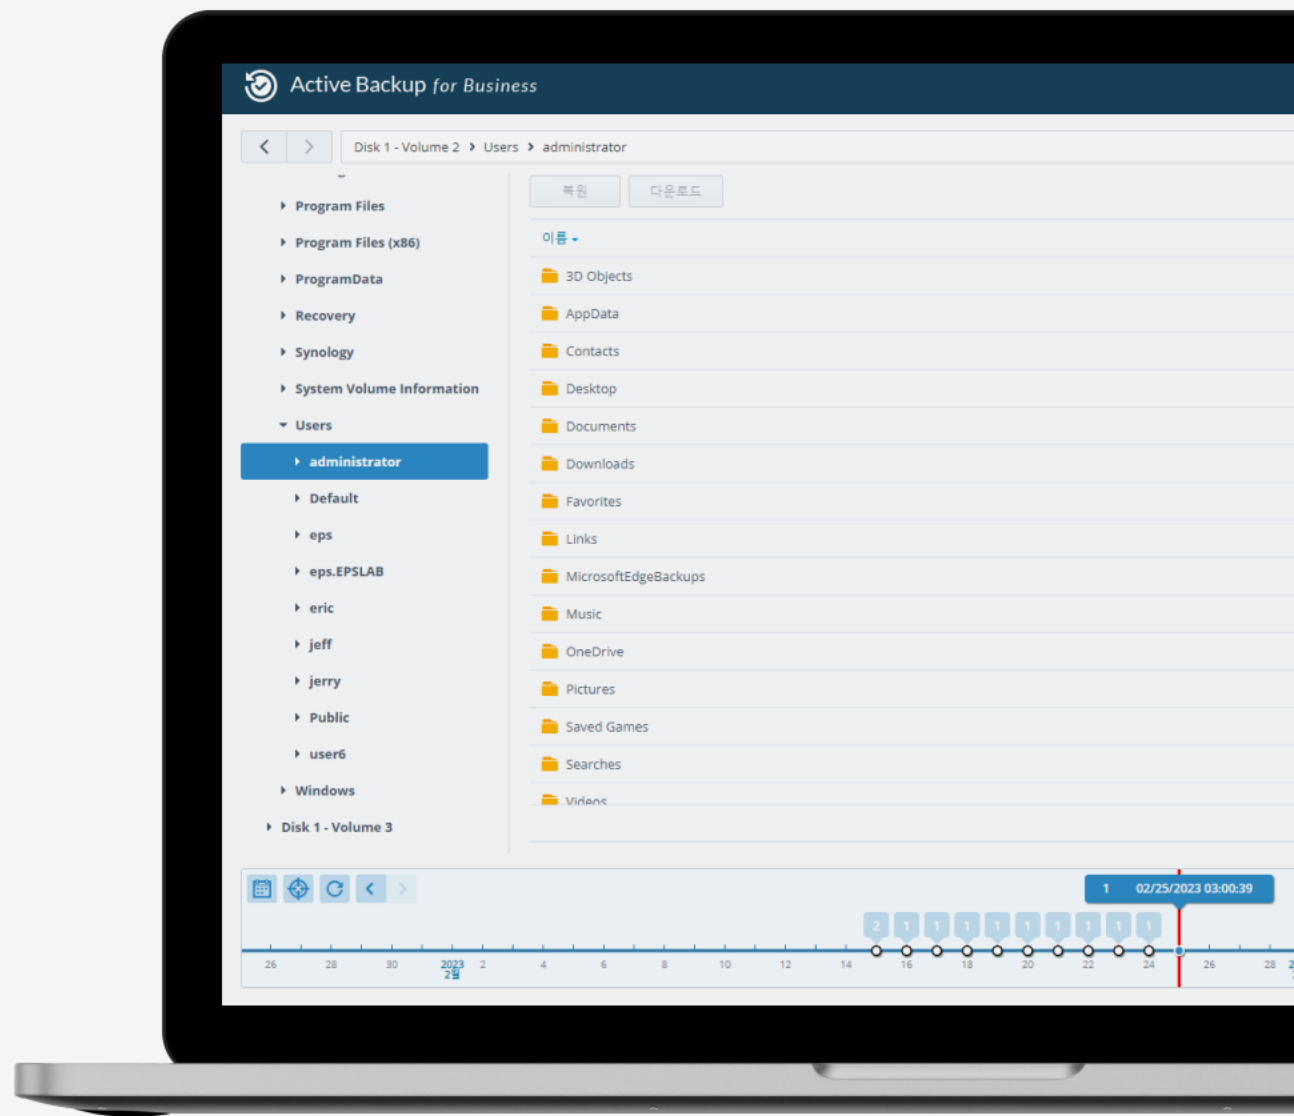 Active Backup for Business
Disk 1 - Volume 2 > Users > administrator
복원 다운로드
Program Files
Program Files (x86)
ProgramData
Recovery
Synology
System Volume Information
Users
administrator
Default
eps
eps.EPSLAB
eric
jeff
jerry
Public
user6
Windows
Disk 1 - Volume 3
이름
3D Objects
AppData
Contacts
Desktop
Documents
Downloads
Favorites
Links
MicrosoftEdgeBackups
Music
OneDrive
Pictures
Saved Games
Searches
Videos
1 02/25/2023 03:00:39
2 1 1 1 1 1 1 1 1 1
26 28 30 2023 2 4 6 8 10 12 14 16 18 20 22 24 26 28
2월